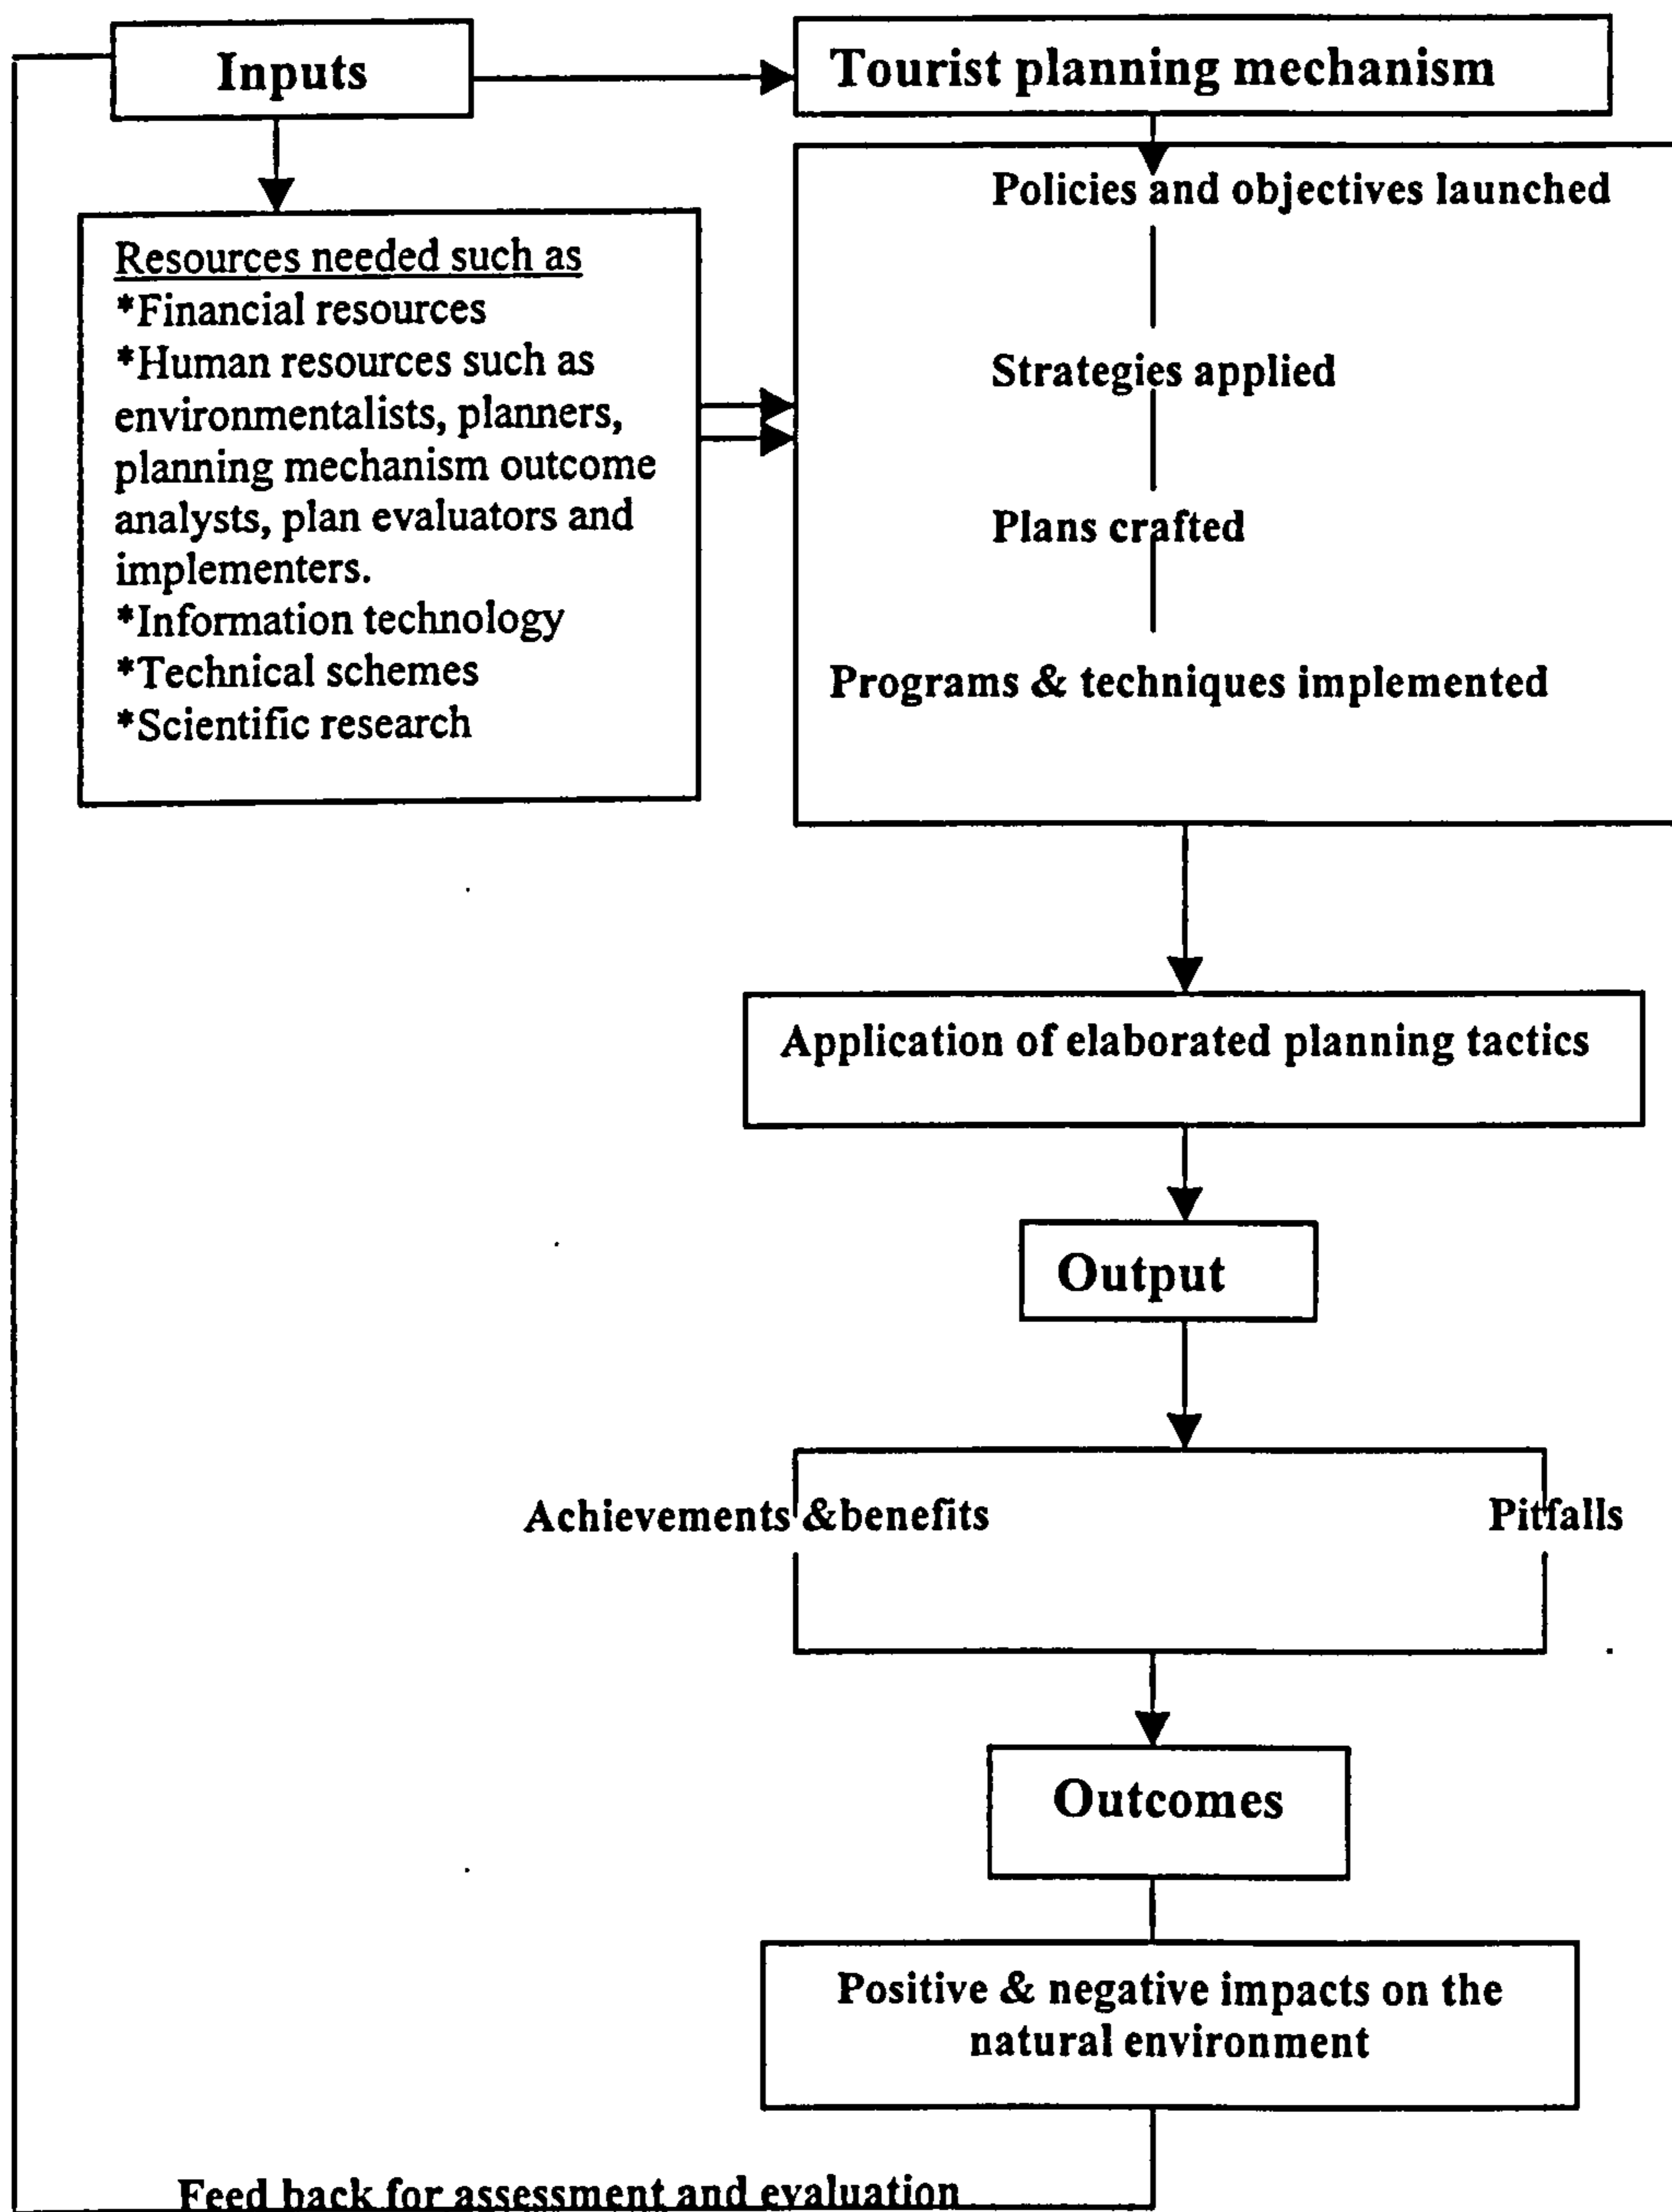 Inputs
Tourist planning mechanism
Resources needed such as
*Financial resources
*Human resources such as
environmentalists, planners,
planning mechanism outcome
analysts, plan evaluators and
implementers.
*Information technology
*Technical schemes
*Scientific research
Policies and objectives launched
Strategies applied
Plans crafted
Programs & techniques implemented
Application of elaborated planning tactics
Output
Achievements &benefits
Pitfalls
Outcomes
Positive & negative impacts on the
natural environment
Feed back for assessment and evaluation